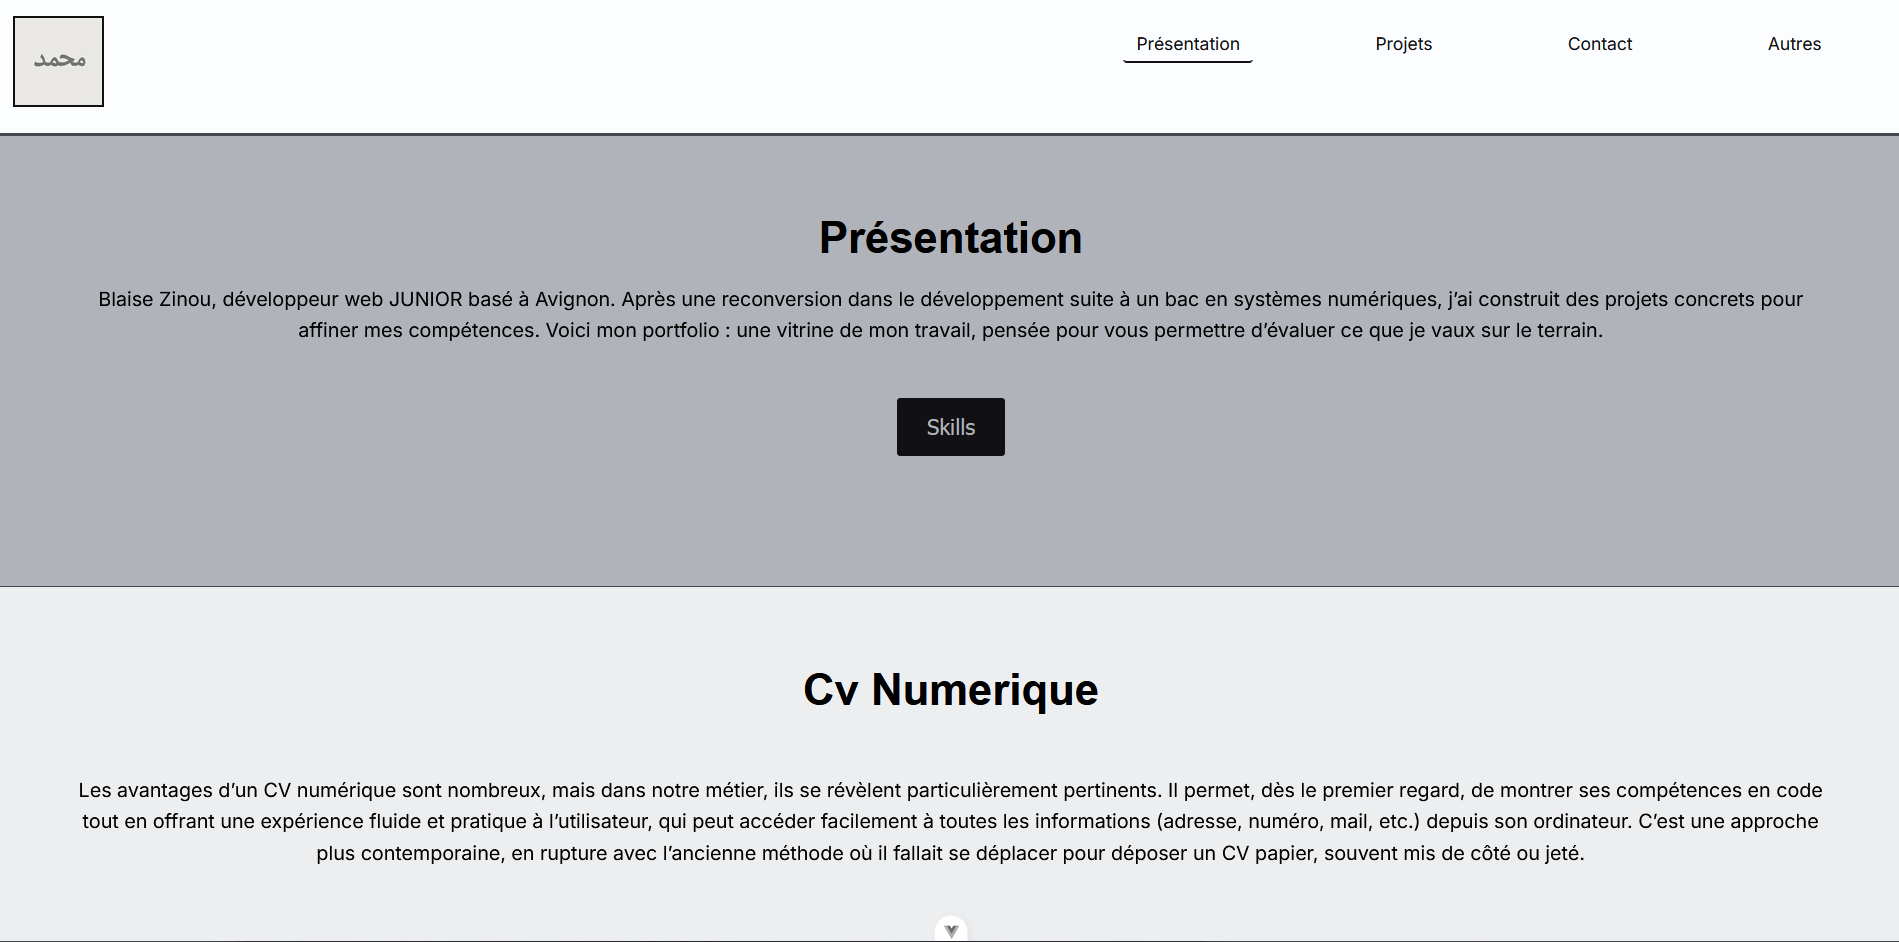 محمد
Présentation
Projets
Contact
Autres
Présentation
Blaise Zinou, développeur web JUNIOR basé à Avignon. Après une reconversion dans le développement suite à un bac en systèmes numériques, j’ai construit des projets concrets pour
affiner mes compétences. Voici mon portfolio : une vitrine de mon travail, pensée pour vous permettre d’évaluer ce que je vaux sur le terrain.
Skills
Cv Numerique
Les avantages d’un CV numérique sont nombreux, mais dans notre métier, ils se révèlent particulièrement pertinents. Il permet, dès le premier regard, de montrer ses compétences en code
tout en offrant une expérience fluide et pratique à l’utilisateur, qui peut accéder facilement à toutes les informations (adresse, numéro, mail, etc.) depuis son ordinateur. C’est une approche
plus contemporaine, en rupture avec l’ancienne méthode où il fallait se déplacer pour déposer un CV papier, souvent mis de côté ou jeté.